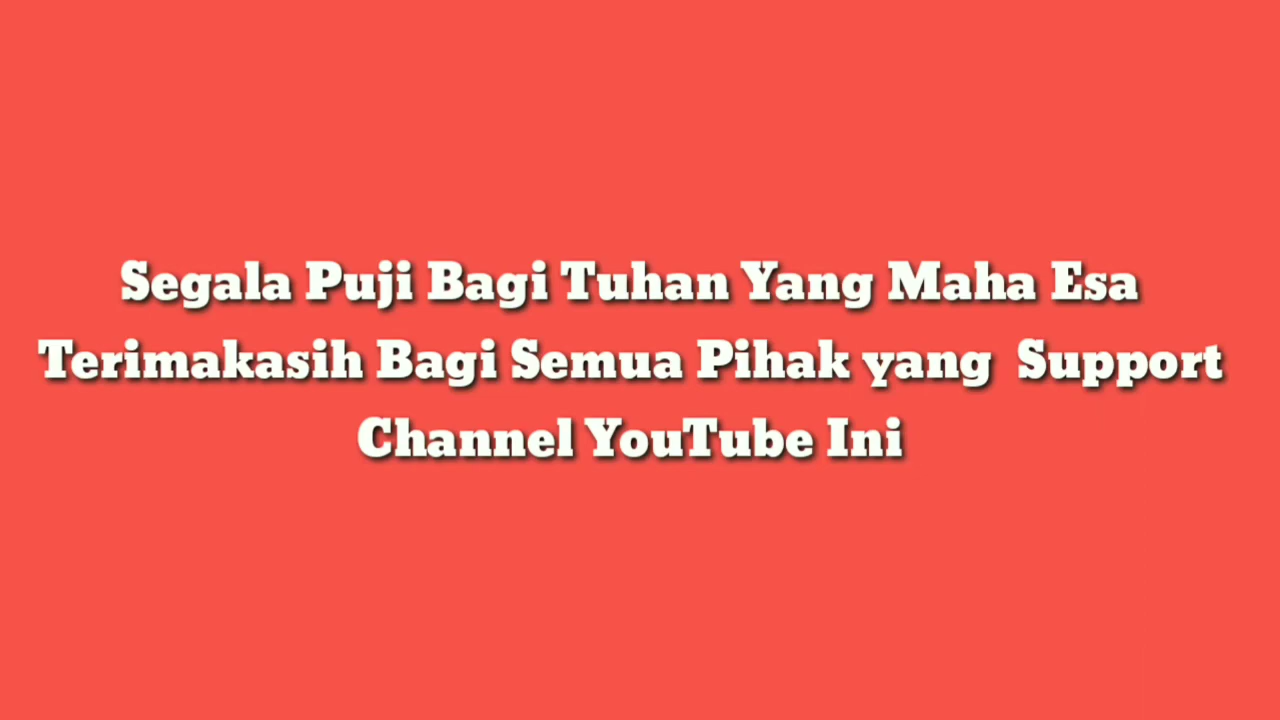 Segala Puji Bagi Tuhan Yang Maha Esa
Terimakasih Bagi Semua Pihak yang  Support
Channel YouTube Ini